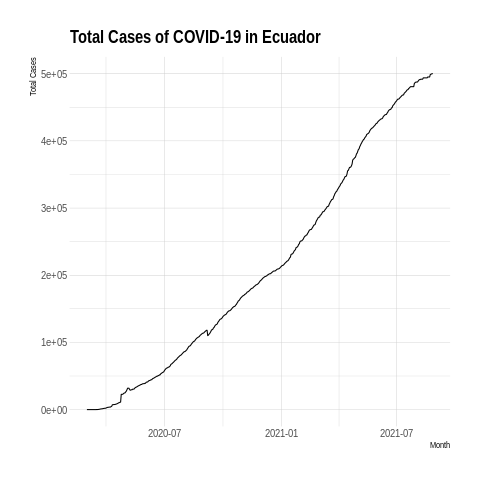 Total Cases of COVID-19 in Ecuador
Total Cases
5e+05
4e+05
3e+05
2e+05
1e+05
0e+00
2020-07
2021-01
2021-07
Month